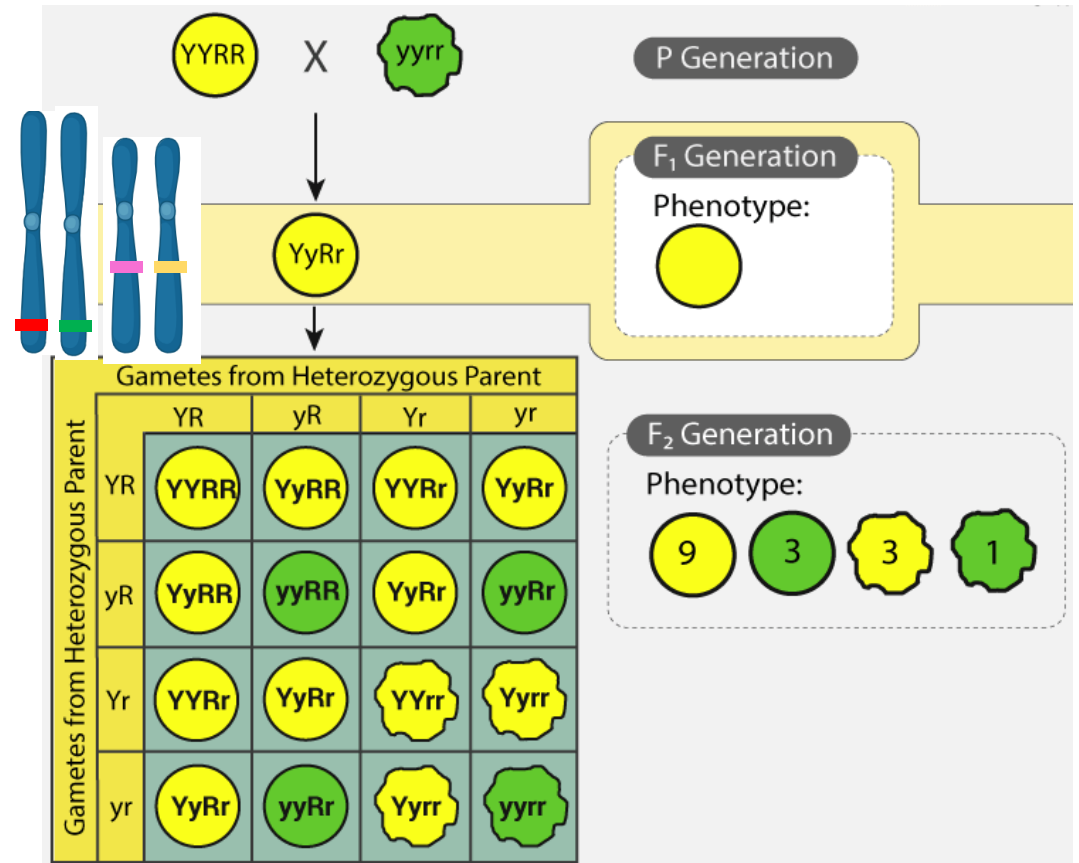 YYRR X yyrr
P Generation
F₁ Generation
Phenotype:
YyRr
Gametes from Heterozygous Parent
Gametes from Heterozygous Parent
YR yR Yr yr
YR YYRR YyRR YYRr YyRr
yR YyRR yyRR YyRr yyRr
Yr YYRr YyRr YYrr Yyrr
yr YyRr yyRr Yyrr yyrr
F₂ Generation
Phenotype:
9 3 3 1